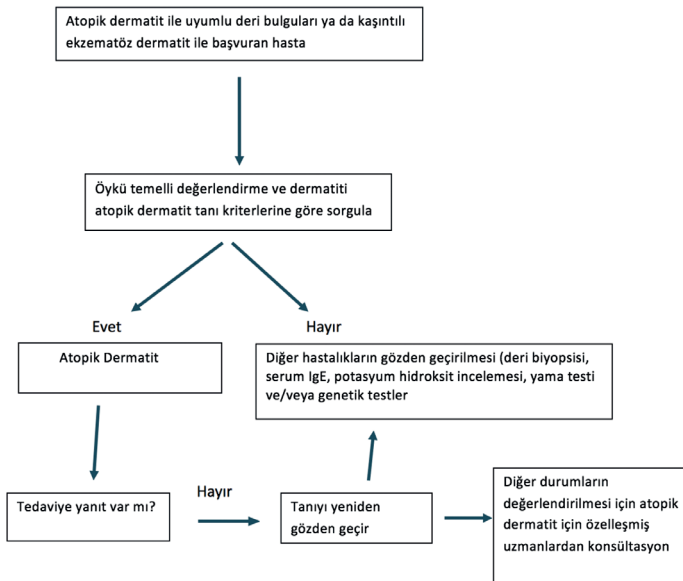 Atopik dermatit ile uyumlu deri bulguları ya da kaşıntılı
ekzematöz dermatit ile başvuran hasta
Öykü temelli değerlendirme ve dermatiti
atopik dermatit tanı kriterlerine göre sorgula
Evet
Hayır
Atopik Dermatit
Diğer hastalıkların gözden geçirilmesi (deri biyopsisi,
serum IgE, potasyum hidroksit incelemesi, yama testi
ve/veya genetik testler
Tedaviye yanıt var mı?
Hayır
Tanıyı yeniden
gözden geçir
Diğer durumların
değerlendirilmesi için atopik
dermatit için özelleşmiş
uzmanlardan konsültasyon